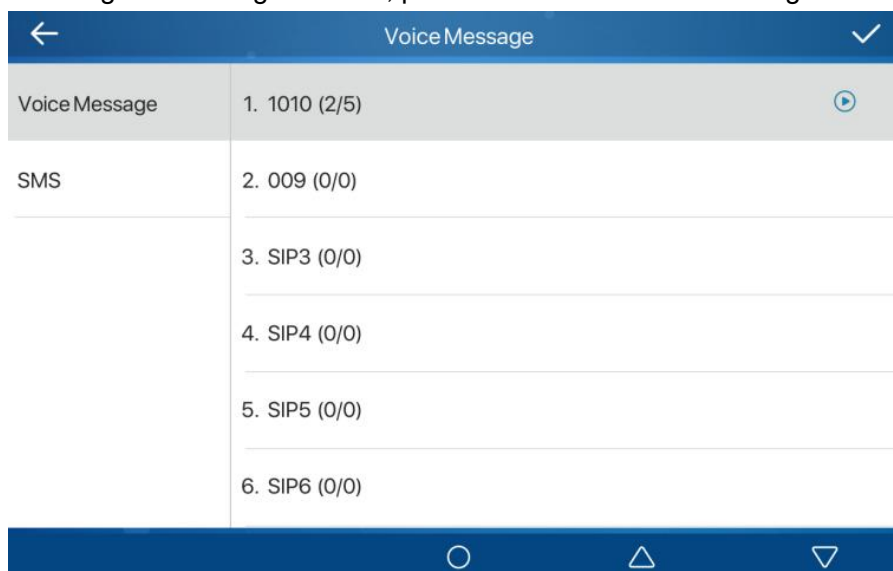 Voice Message
Voice Message
1. 1010 (2/5)
SMS
2. 009 (0/0)
3. SIP3 (0/0)
4. SIP4 (0/0)
5. SIP5 (0/0)
6. SIP6 (0/0)